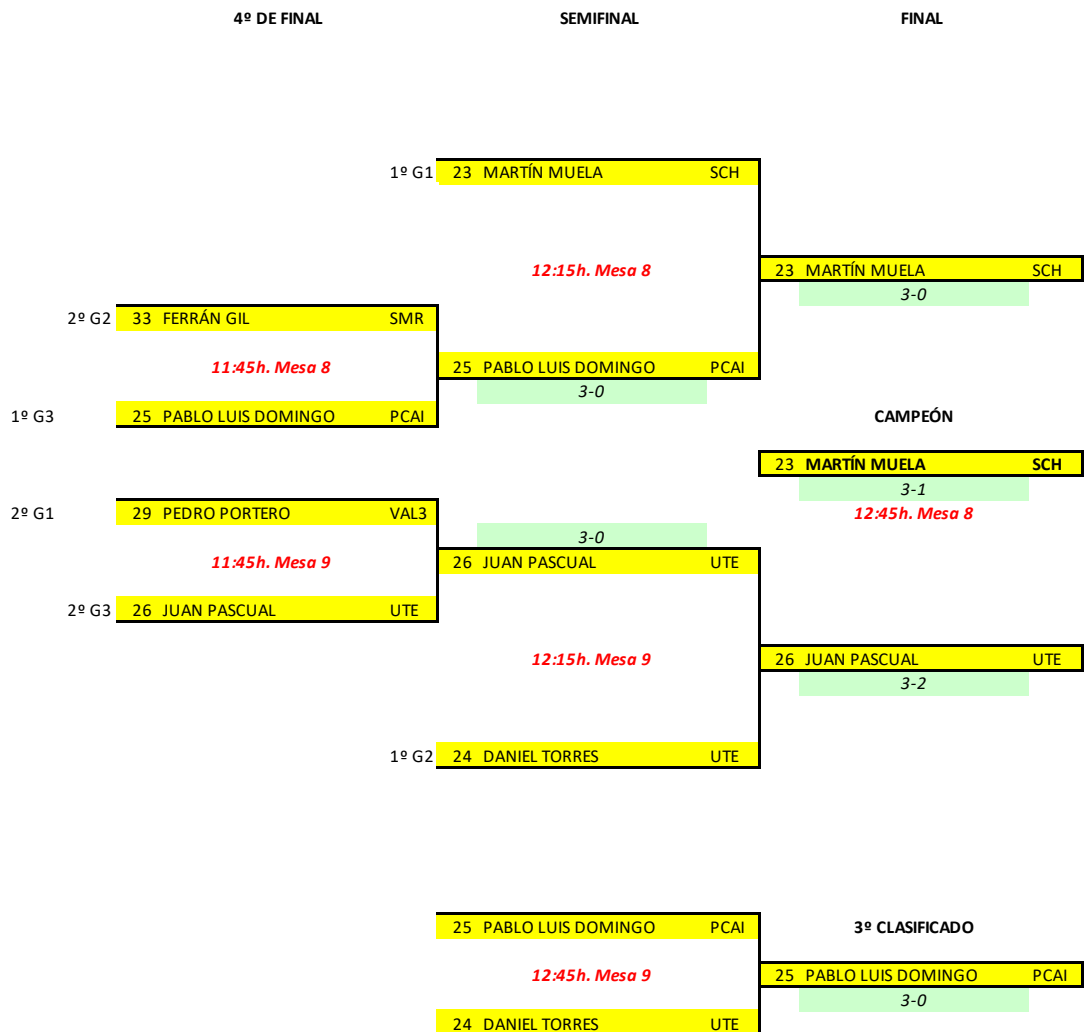 4º DE FINAL SEMIFINAL FINAL
1º G1 23 MARTÍN MUELA SCH
12:15h. Mesa 8 23 MARTÍN MUELA SCH
3-0
2º G2 33 FERRÁN GIL SMR
11:45h. Mesa 8 25 PABLO LUIS DOMINGO PCAI
3-0
1º G3 25 PABLO LUIS DOMINGO PCAI CAMPEÓN
23 MARTÍN MUELA SCH
3-1
2º G1 29 PEDRO PORTERO VAL3 12:45h. Mesa 8
3-0
11:45h. Mesa 9 26 JUAN PASCUAL UTE
2º G3 26 JUAN PASCUAL UTE
12:15h. Mesa 9 26 JUAN PASCUAL UTE
3-2
1º G2 24 DANIEL TORRES UTE
25 PABLO LUIS DOMINGO PCAI 3º CLASIFICADO
12:45h. Mesa 9 25 PABLO LUIS DOMINGO PCAI
3-0
24 DANIEL TORRES UTE